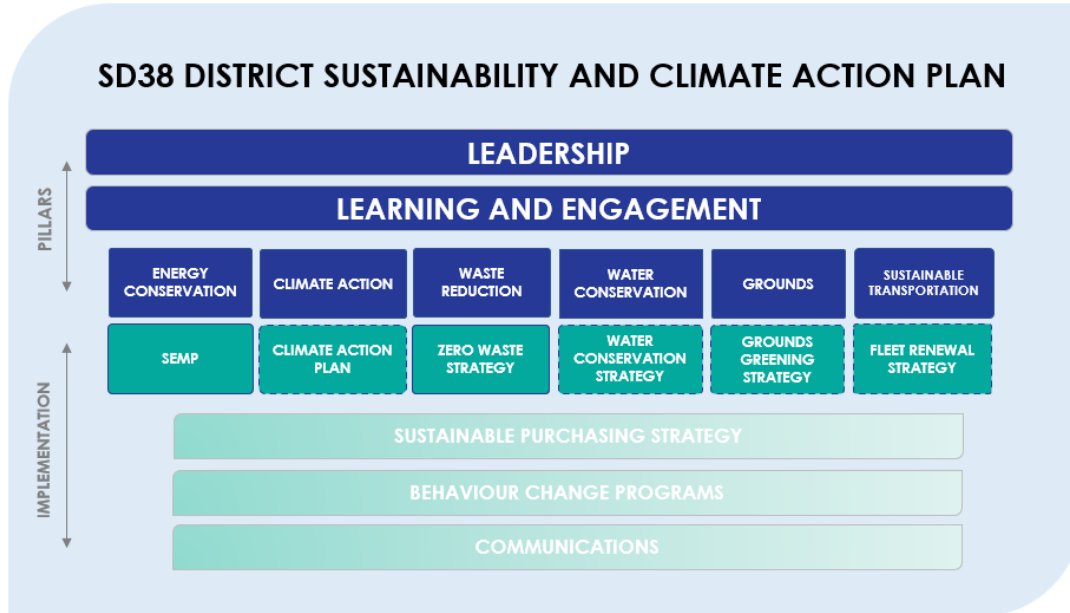 SD38 DISTRICT SUSTAINABILITY AND CLIMATE ACTION PLAN
PILLARS
LEADERSHIP
LEARNING AND ENGAGEMENT
ENERGY
CONSERVATION
CLIMATE ACTION
WASTE
REDUCTION
WATER
CONSERVATION
GROUNDS
SUSTAINABLE
TRANSPORTATION
IMPLEMENTATION
SEMP
CLIMATE ACTION
PLAN
ZERO WASTE
STRATEGY
WATER
CONSERVATION
STRATEGY
GROUNDS
GREENING
STRATEGY
FLEET RENEWAL
STRATEGY
SUSTAINABLE PURCHASING STRATEGY
BEHAVIOUR CHANGE PROGRAMS
COMMUNICATIONS